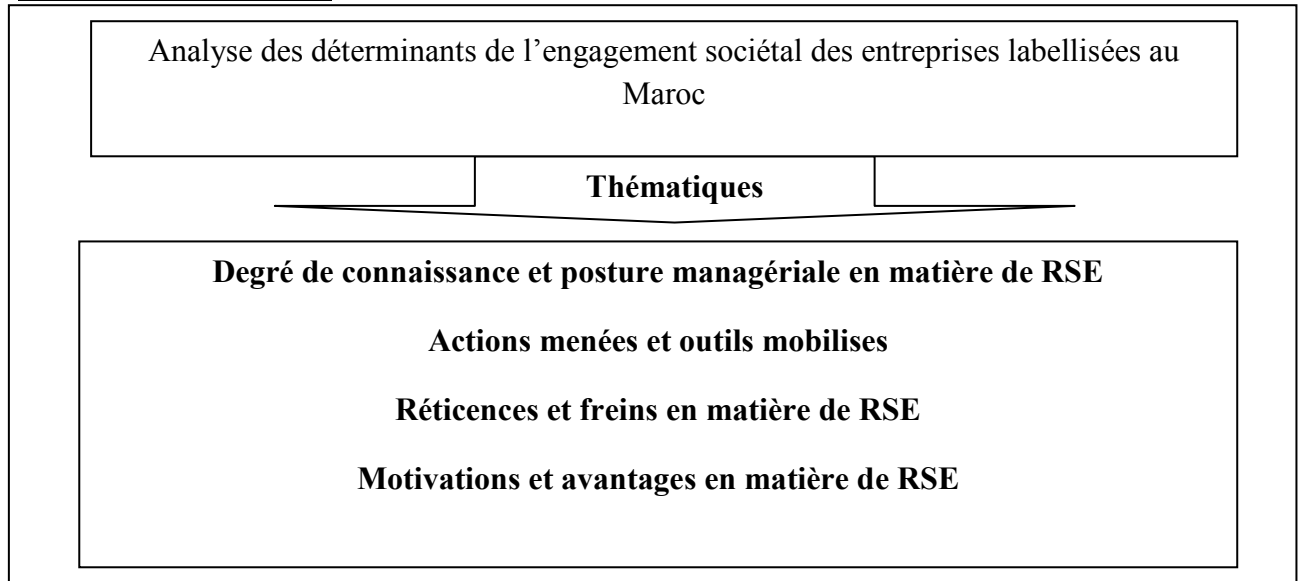 Analyse des déterminants de l’engagement sociétal des entreprises labellisées au
Maroc
Thématiques
Degré de connaissance et posture managériale en matière de RSE
Actions menées et outils mobilises
Réticences et freins en matière de RSE
Motivations et avantages en matière de RSE